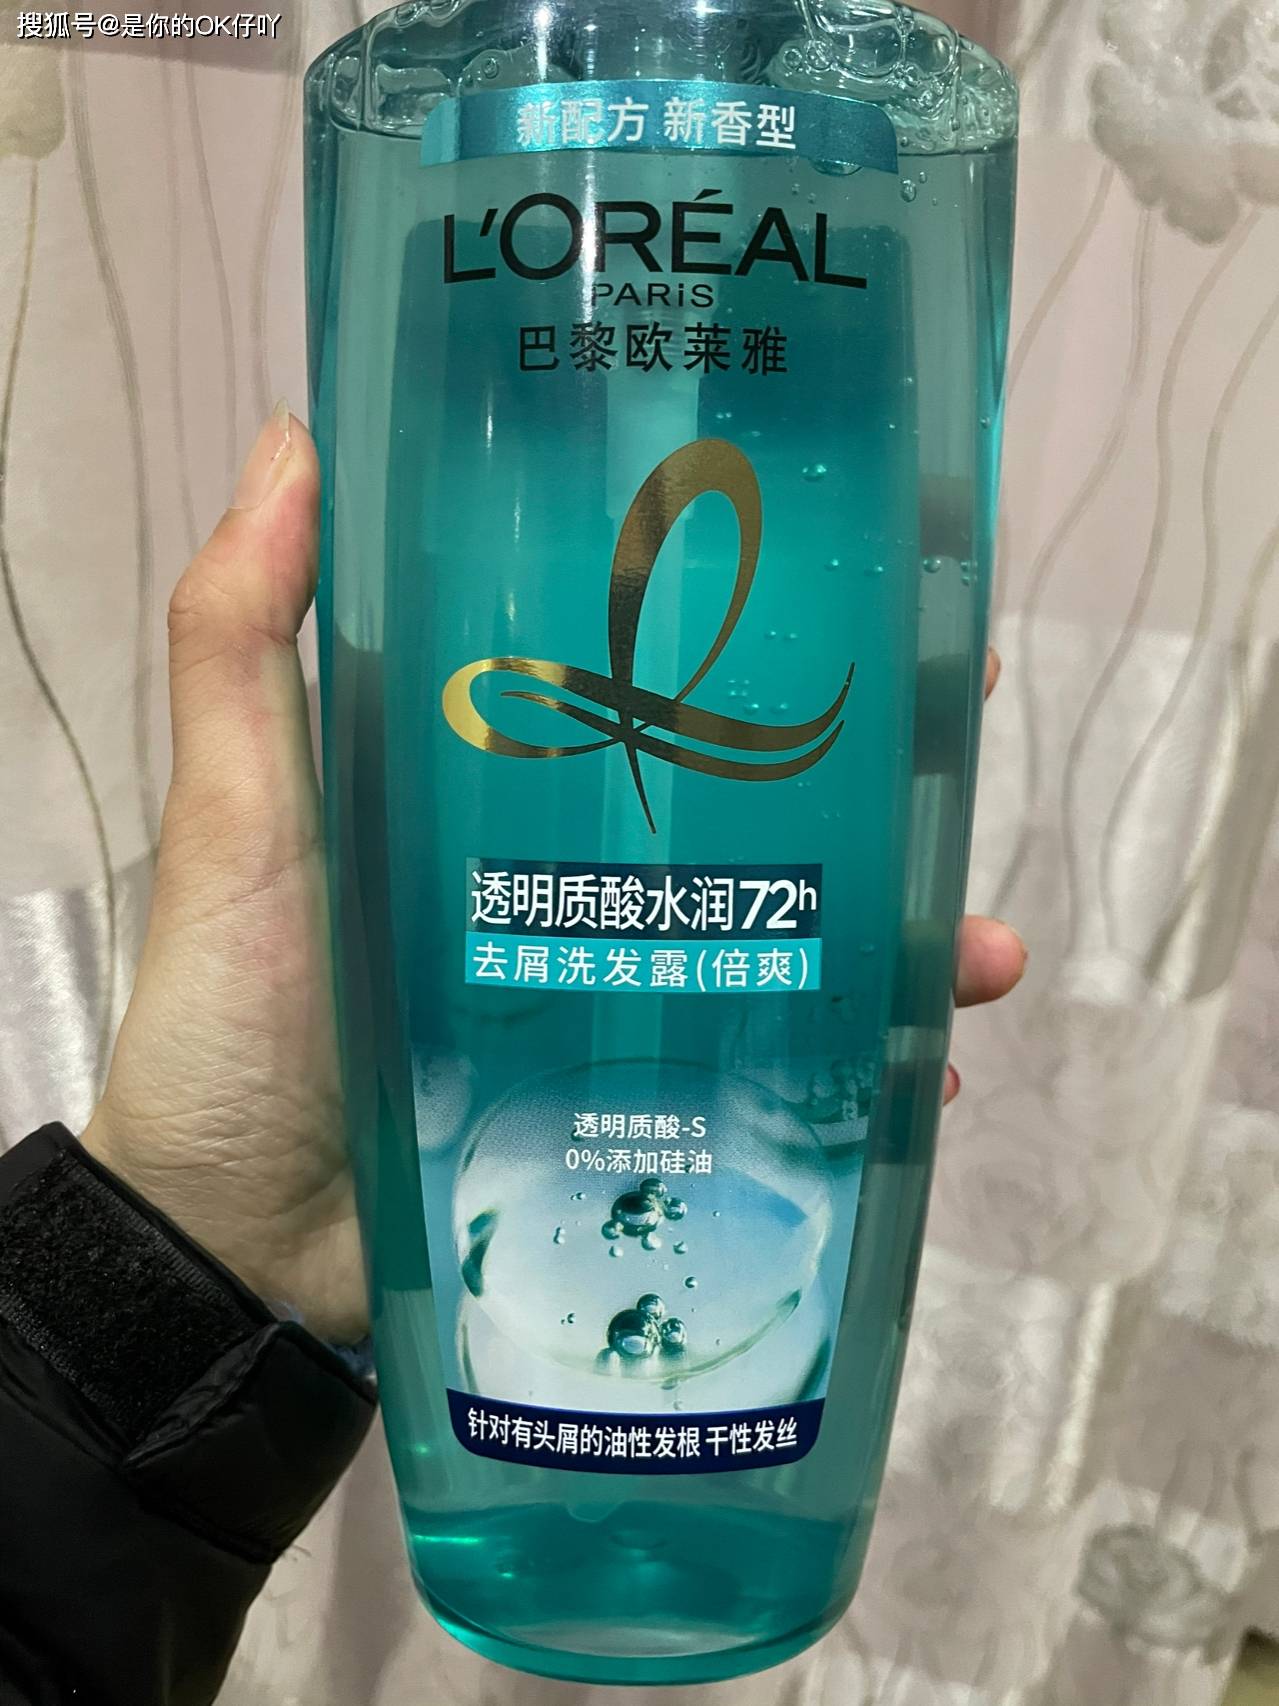 搜狐号@是你的OK仔吖
新配方 新香型
L'ORÉAL
PARiS
巴黎欧莱雅
透明质酸水润72h
去屑洗发露(倍爽)
透明质酸-S
0%添加硅油
针对有头屑的油性发根 干性发丝